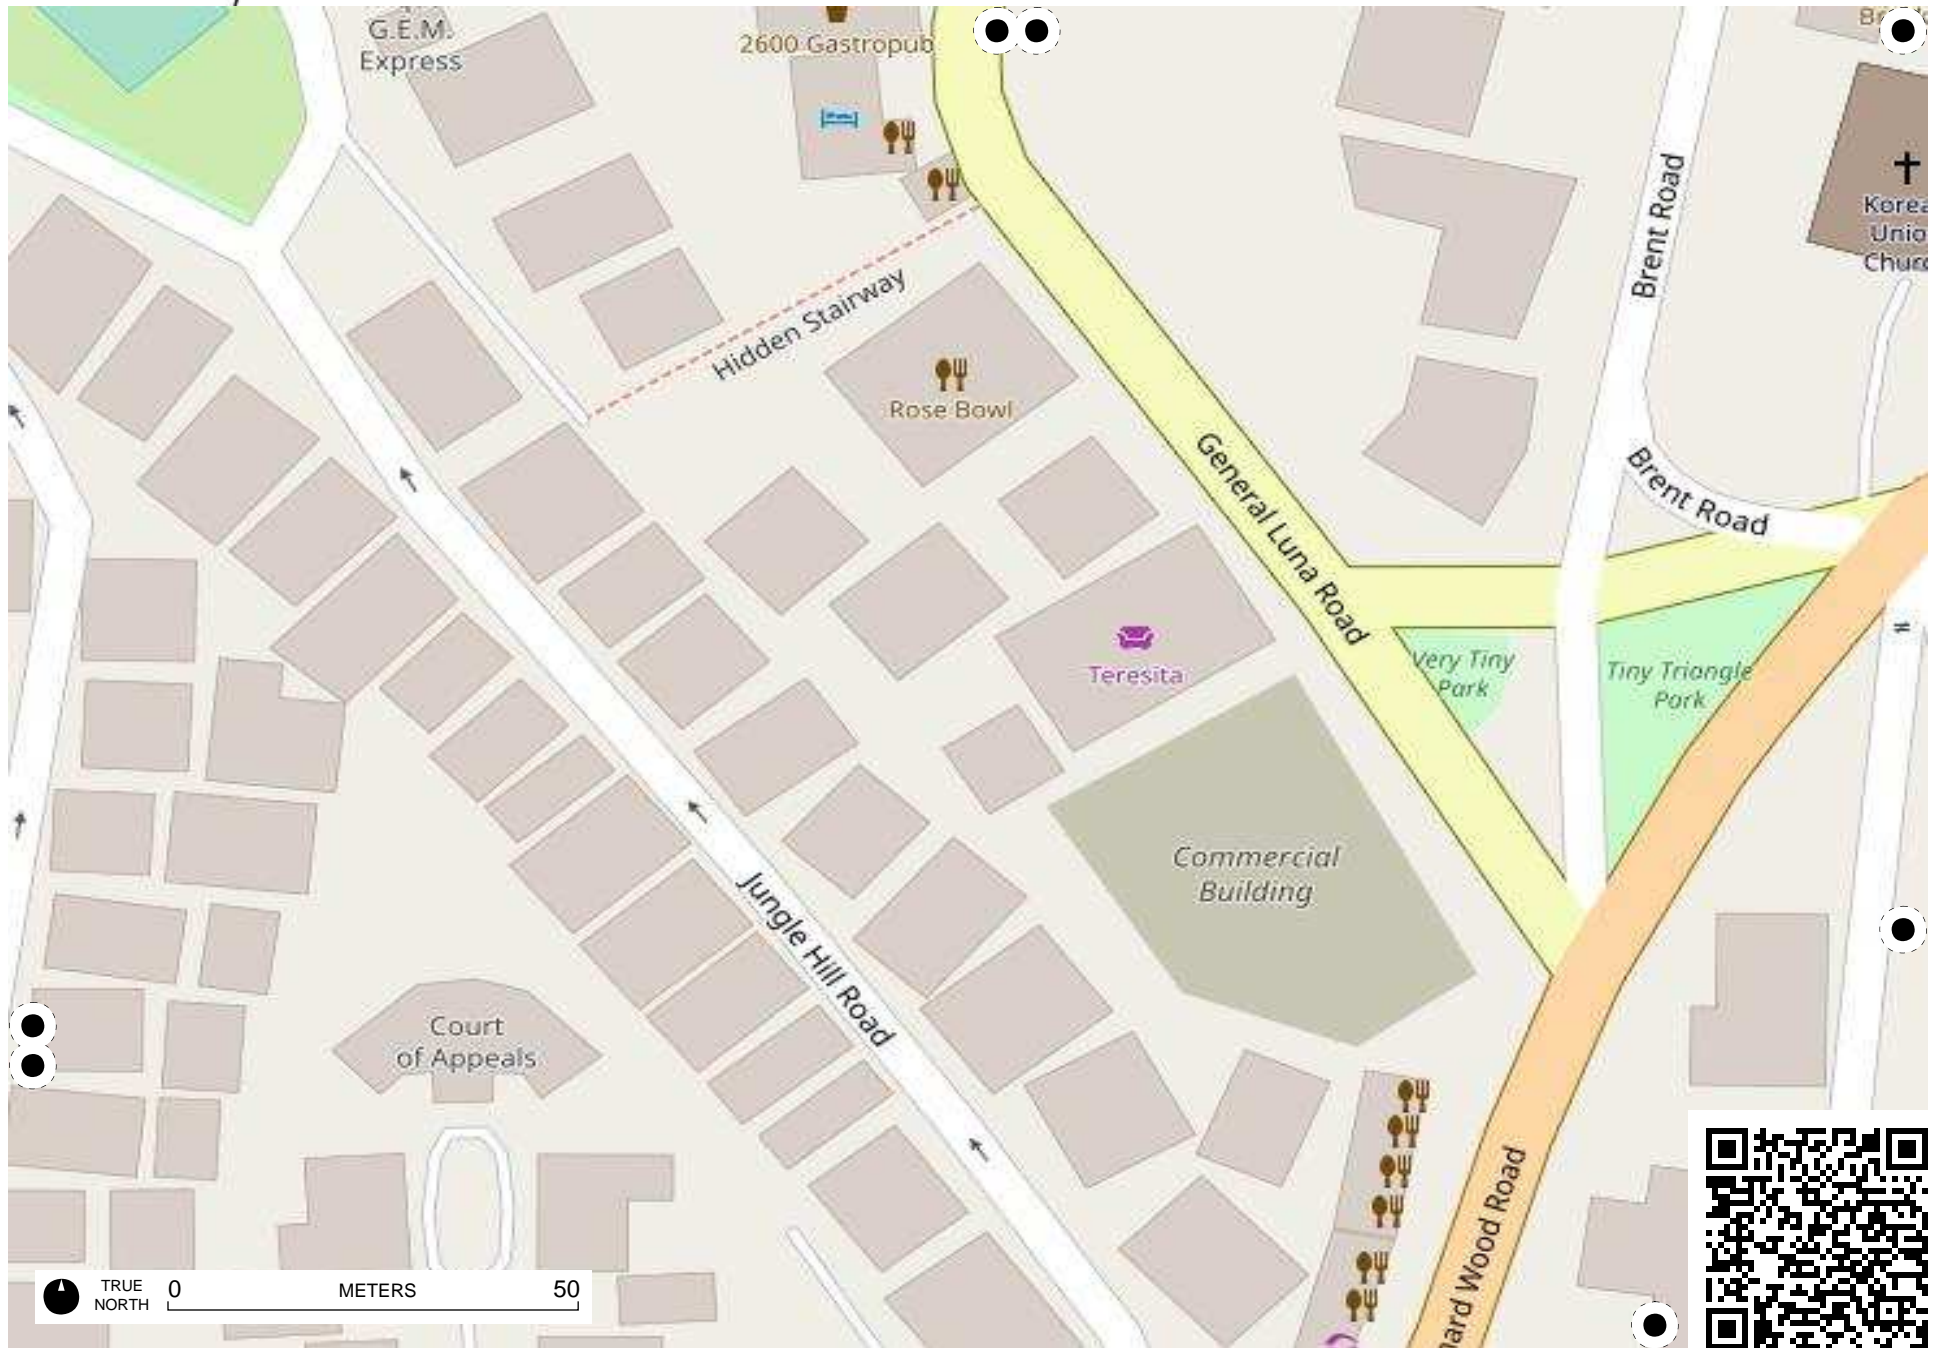 G.E.M.
Express
2600 Gastropub
Brent Road
Hidden Stairway
Rose Bowl
General Luna Road
Brent Road
Very Tiny
Park
Tiny Triangle
Park
Teresita
Commercial
Building
Jungle Hill Road
Court
of Appeals
Wood Road
TRUE
NORTH
0 METERS 50